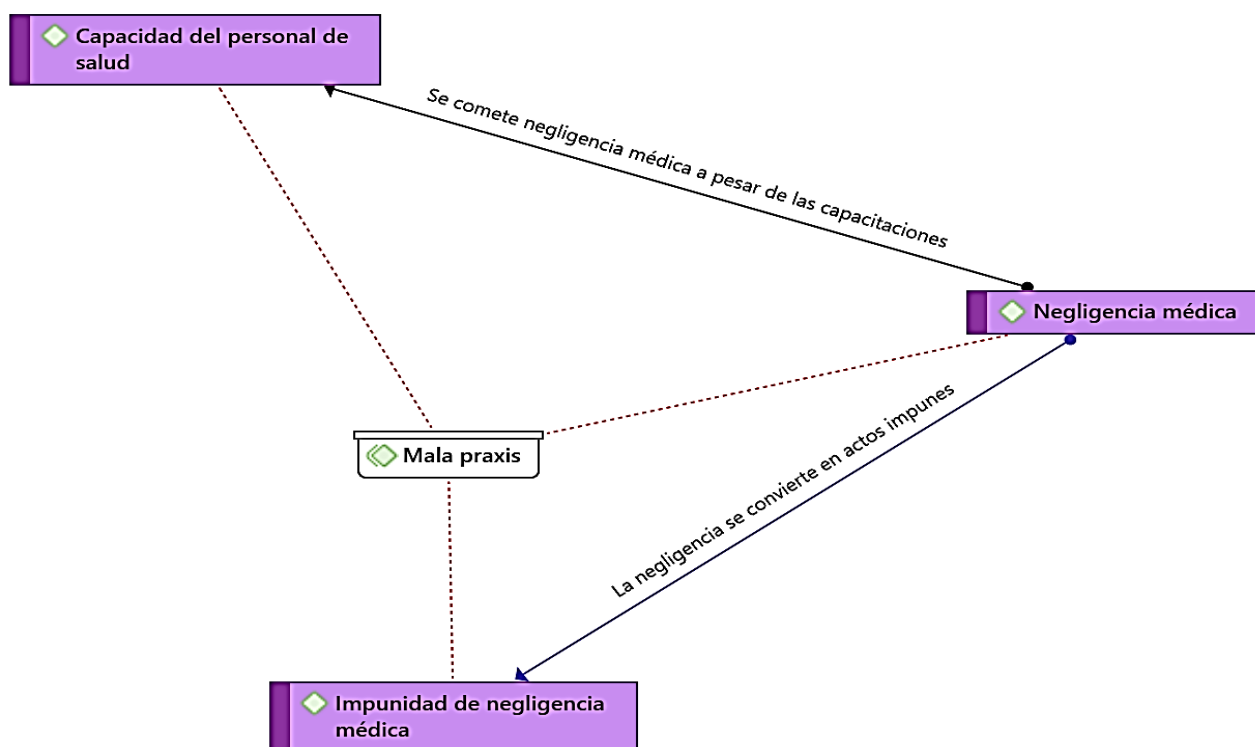 Capacidad del personal de
salud
Se comete negligencia médica a pesar de las capacitaciones
Negligencia médica
La negligencia se convierte en actos impunes
Mala praxis
Impunidad de negligencia
médica